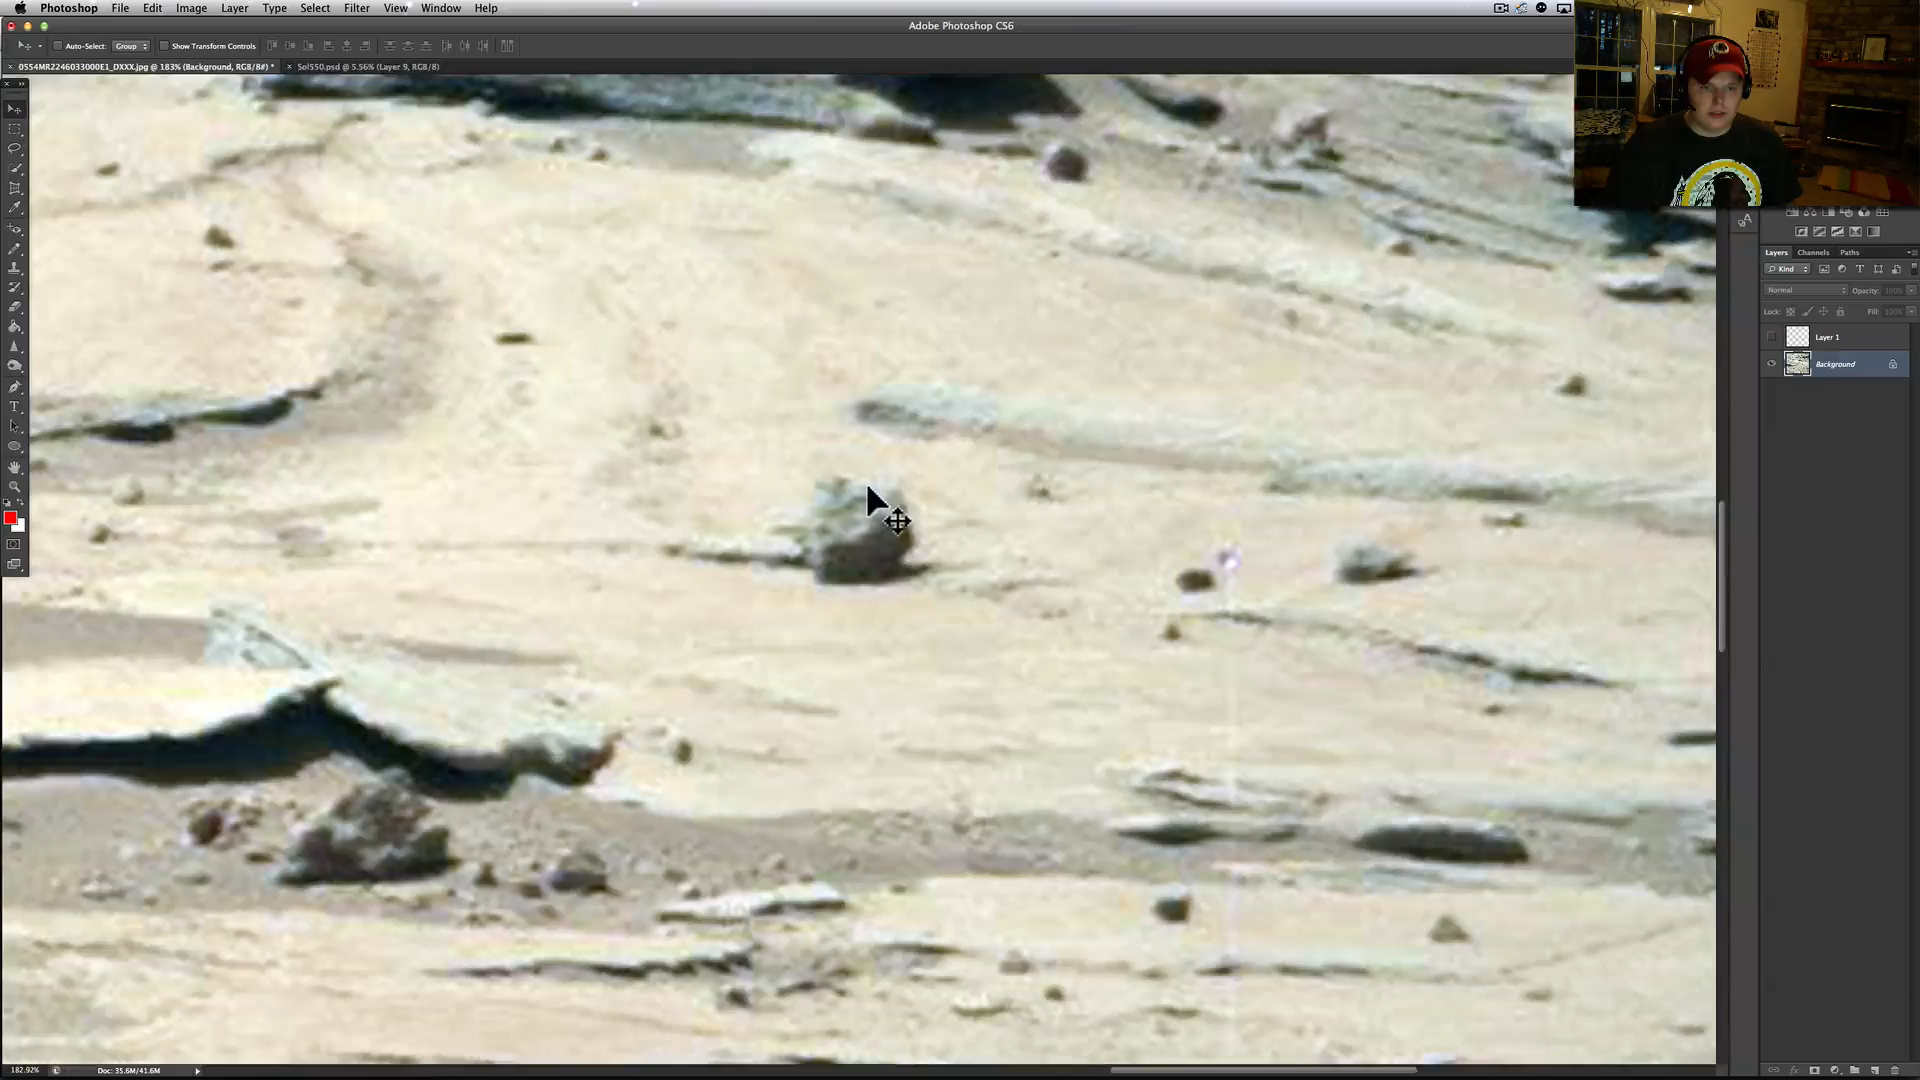 Photoshop File Edit Image Layer Type Select Filter View Window Help
Adobe Photoshop CS6
Auto-Select: Group Show Transform Controls
0554MR2246033000E1_DXXX.jpg @ 183% (Background, RGB/8#) * Sol550.psd @ 5.56% (Layer 9, RGB/8)
Layers Channels Paths
Kind
Normal Opacity: 100%
Lock: Fill: 100%
Layer 1
Background
182.92% Doc: 35.6M/41.6M